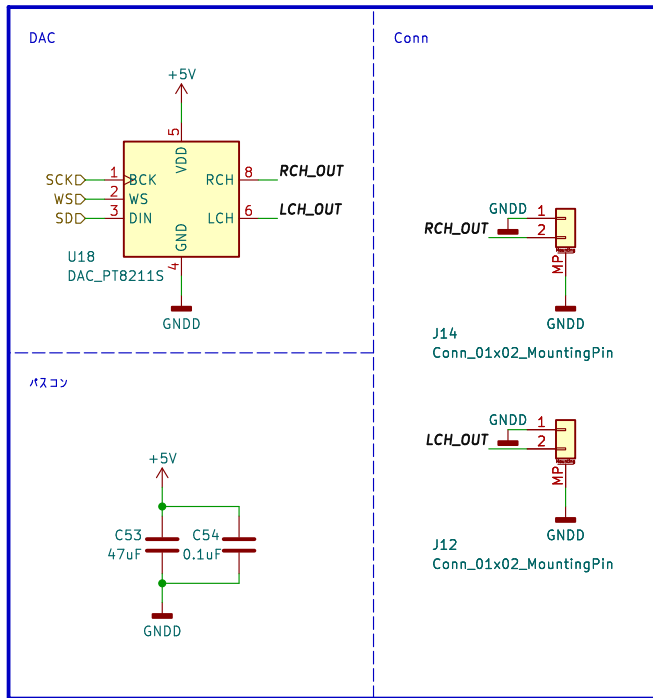 DAC
+5V
5
VDD
SCK 1 BCK RCH 8 RCH_OUT
WS 2 WS
SD 3 DIN LCH 6 LCH_OUT
GND
4
U18
DAC_PT8211S
GNDD
パスコン
+5V
C53
47uF
C54
0.1uF
GNDD
Conn
GNDD 1
RCH_OUT 2
Mounting
MP
GNDD
J14
Conn_01x02_MountingPin
GNDD 1
LCH_OUT 2
Mounting
MP
GNDD
J12
Conn_01x02_MountingPin